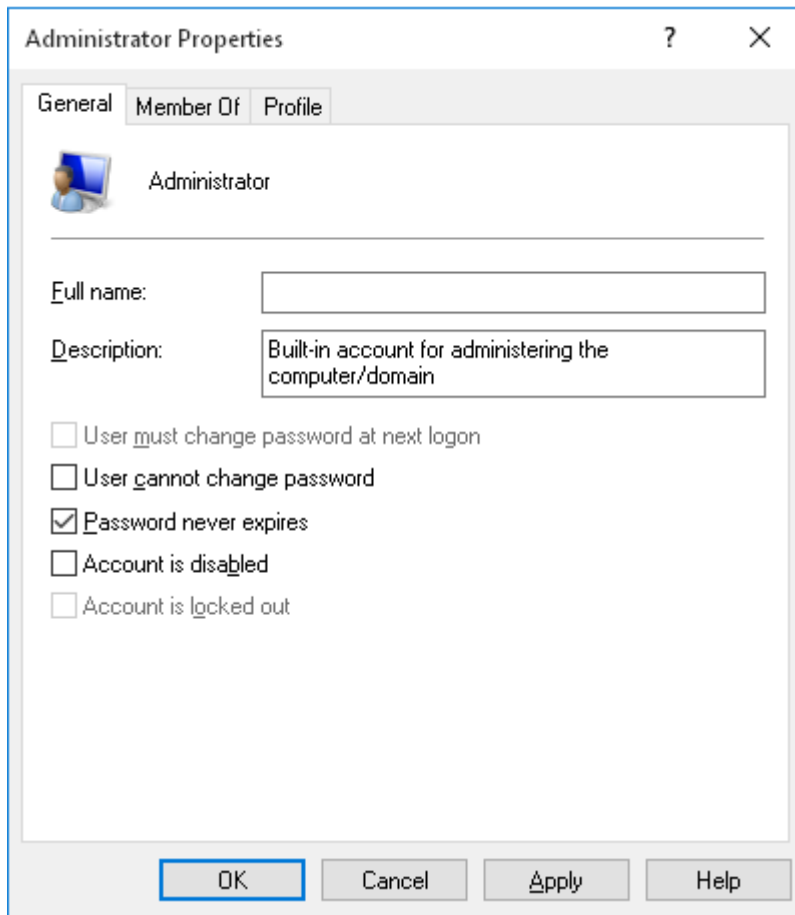 Administrator Properties
?
General
Member Of
Profile
Administrator
Full name:
Description:
Built-in account for administering the
computer/domain
User must change password at next logon
User cannot change password
Password never expires
Account is disabled
Account is locked out
OK
Cancel
Apply
Help